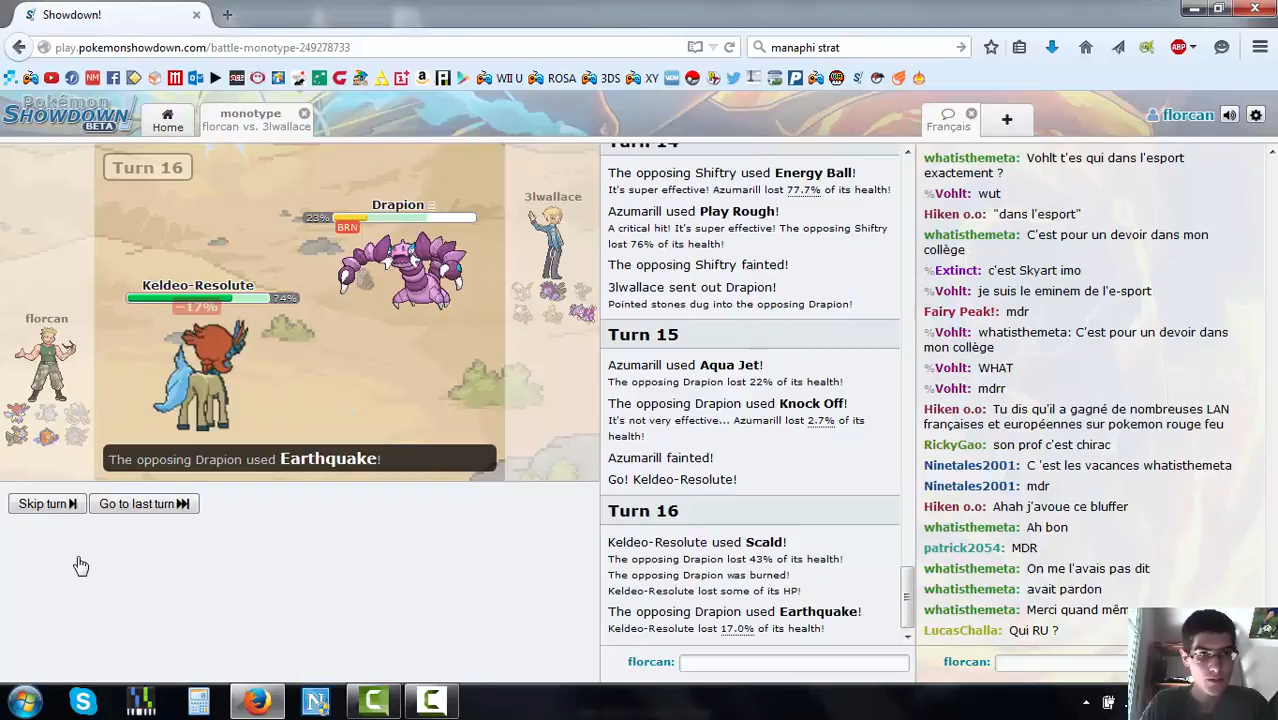 Showdown!
play.pokemonshowdown.com/battle-monotype-249278733
manaphi strat
ABP
WII U
ROSA
3DS
XY
Pokémon
Showdown
BETA
Home
monotype
florcan vs. 3lwallace
Français
florcan
Turn 16
Drapion
23%
BRN
3lwallace
Keldeo-Resolute
74%
−17%
florcan
The opposing Drapion used Earthquake!
Skip turn
Go to last turn
Turn 14
The opposing Shiftry used Energy Ball!
It's super effective! Azumarill lost 77.7% of its health!
Azumarill used Play Rough!
A critical hit! It's super effective! The opposing Shiftry
lost 76% of its health!
The opposing Shiftry fainted!
3lwallace sent out Drapion!
Pointed stones dug into the opposing Drapion!
Turn 15
Azumarill used Aqua Jet!
The opposing Drapion lost 22% of its health!
The opposing Drapion used Knock Off!
It's not very effective... Azumarill lost 2.7% of its
health!
Azumarill fainted!
Go! Keldeo-Resolute!
Turn 16
Keldeo-Resolute used Scald!
The opposing Drapion lost 43% of its health!
The opposing Drapion was burned!
Keldeo-Resolute lost some of its HP!
The opposing Drapion used Earthquake!
Keldeo-Resolute lost 17.0% of its health!
florcan:
whatisthemeta: Vohlt t'es qui dans l'esport
exactement ?
%Vohlt: wut
Hiken o.o: "dans l'esport"
whatisthemeta: C'est pour un devoir dans mon
collège
%Extinct: c'est Skyart imo
%Vohlt: je suis le eminem de l'e-sport
Fairy Peak!: mdr
%Vohlt: whatisthemeta: C'est pour un devoir dans
mon collège
%Vohlt: WHAT
%Vohlt: mdrr
Hiken o.o: Tu dis qu'il a gagné de nombreuses LAN
françaises et européennes sur pokemon rouge feu
RickyGao: son prof c'est chirac
Ninetales2001: C 'est les vacances whatisthemeta
Ninetales2001: mdr
Hiken o.o: Ahah j'avoue ce bluffer
whatisthemeta: Ah bon
patrick2054: MDR
whatisthemeta: On me l'avais pas dit
whatisthemeta: avait pardon
whatisthemeta: Merci quand mêm
LucasChalla: Qui RU ?
florcan: